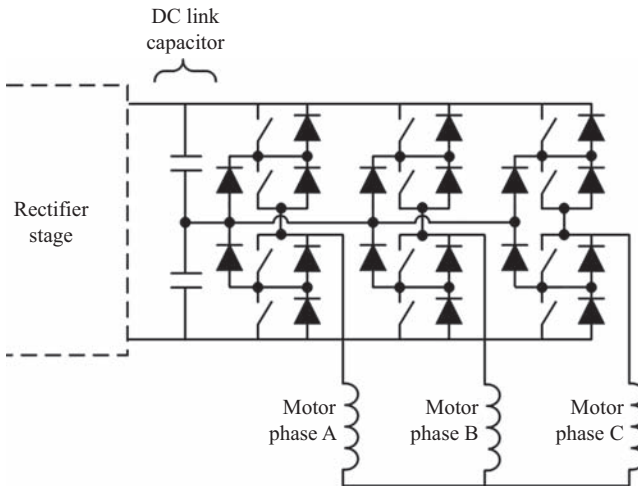 DC link
capacitor
Rectifier
stage
Motor
phase A
Motor
phase B
Motor
phase C